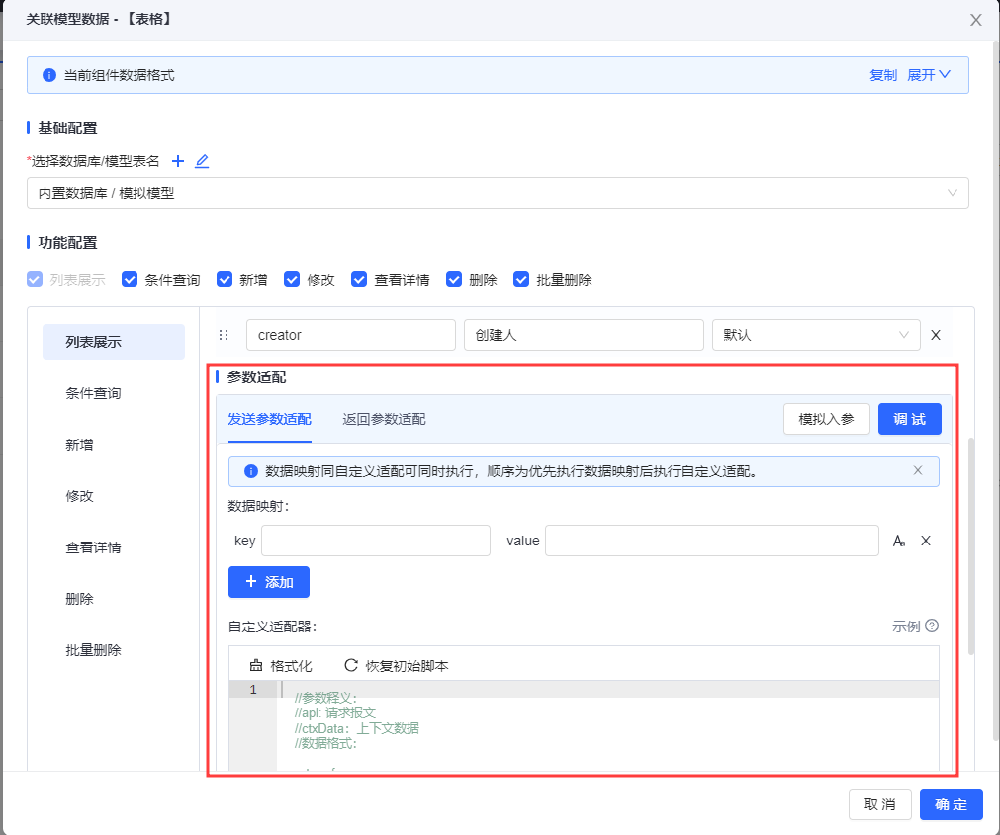 关联模型数据 - 【表格】
当前组件数据格式 复制 展开
基础配置
*选择数据库/模型表名
内置数据库 / 模拟模型
功能配置
列表展示 条件查询 新增 修改 查看详情 删除 批量删除
列表展示
条件查询
新增
修改
查看详情
删除
批量删除
creator 创建人 默认
参数适配
发送参数适配 返回参数适配 模拟入参 调 试
数据映射同自定义适配可同时执行，顺序为优先执行数据映射后执行自定义适配。
数据映射：
key value
添加
自定义适配器： 示例
格式化 恢复初始脚本
1
//参数释义：
//api: 请求报文
//ctxData：上下文数据
//数据格式：
取 消 确 定